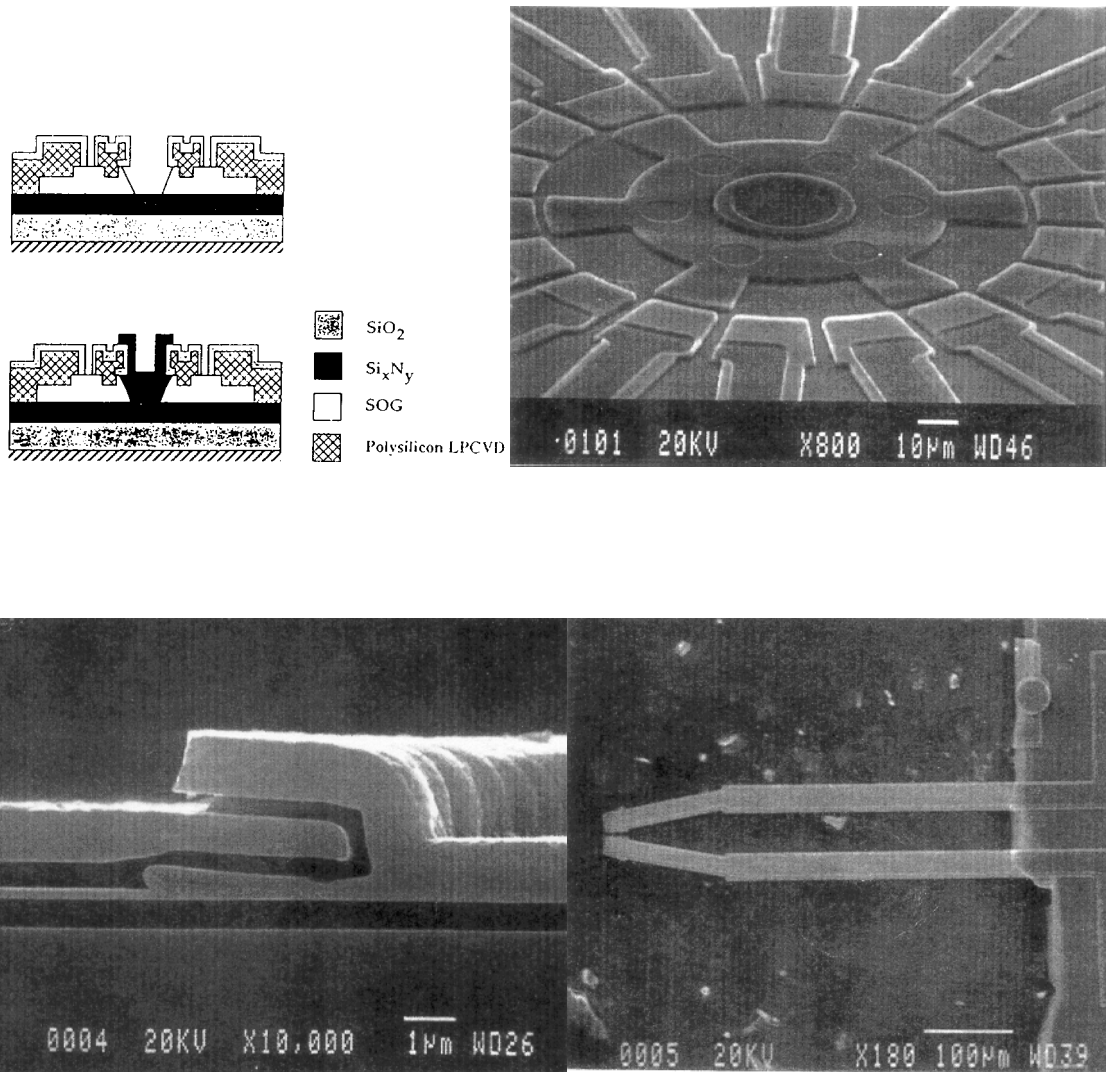 SiO2
SixNy
SOG
Polysilicon LPCVD
·0101 20KV X800 10µm WD46
0004 20KV X10,000 1µm WD26
0005 20KV X180 100µm WD39